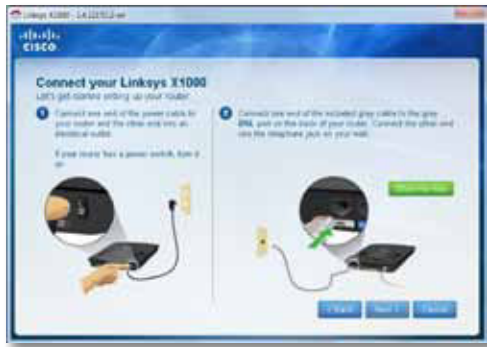 CISCO
Connect your Linksys X1000
Let's get started setting up your router.
1 Connect one end of the power cable to
your router and the other end into an
electrical outlet.
If your router has a power switch, turn it
on.
2 Connect one end of the included gray cable to the gray
DSL port on the back of your router. Connect the other end
into the telephone jack on your wall.
< Back
Next >
Cancel